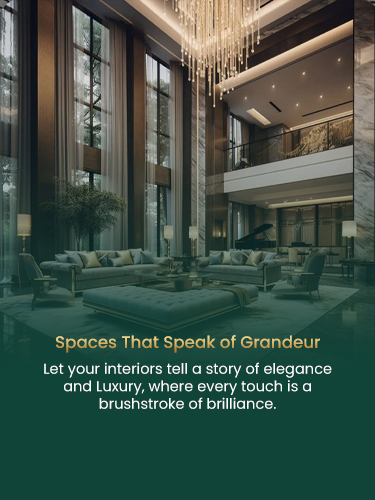 Spaces That Speak of Grandeur
Let your interiors tell a story of elegance
and Luxury, where every touch is a
brushstroke of brilliance.